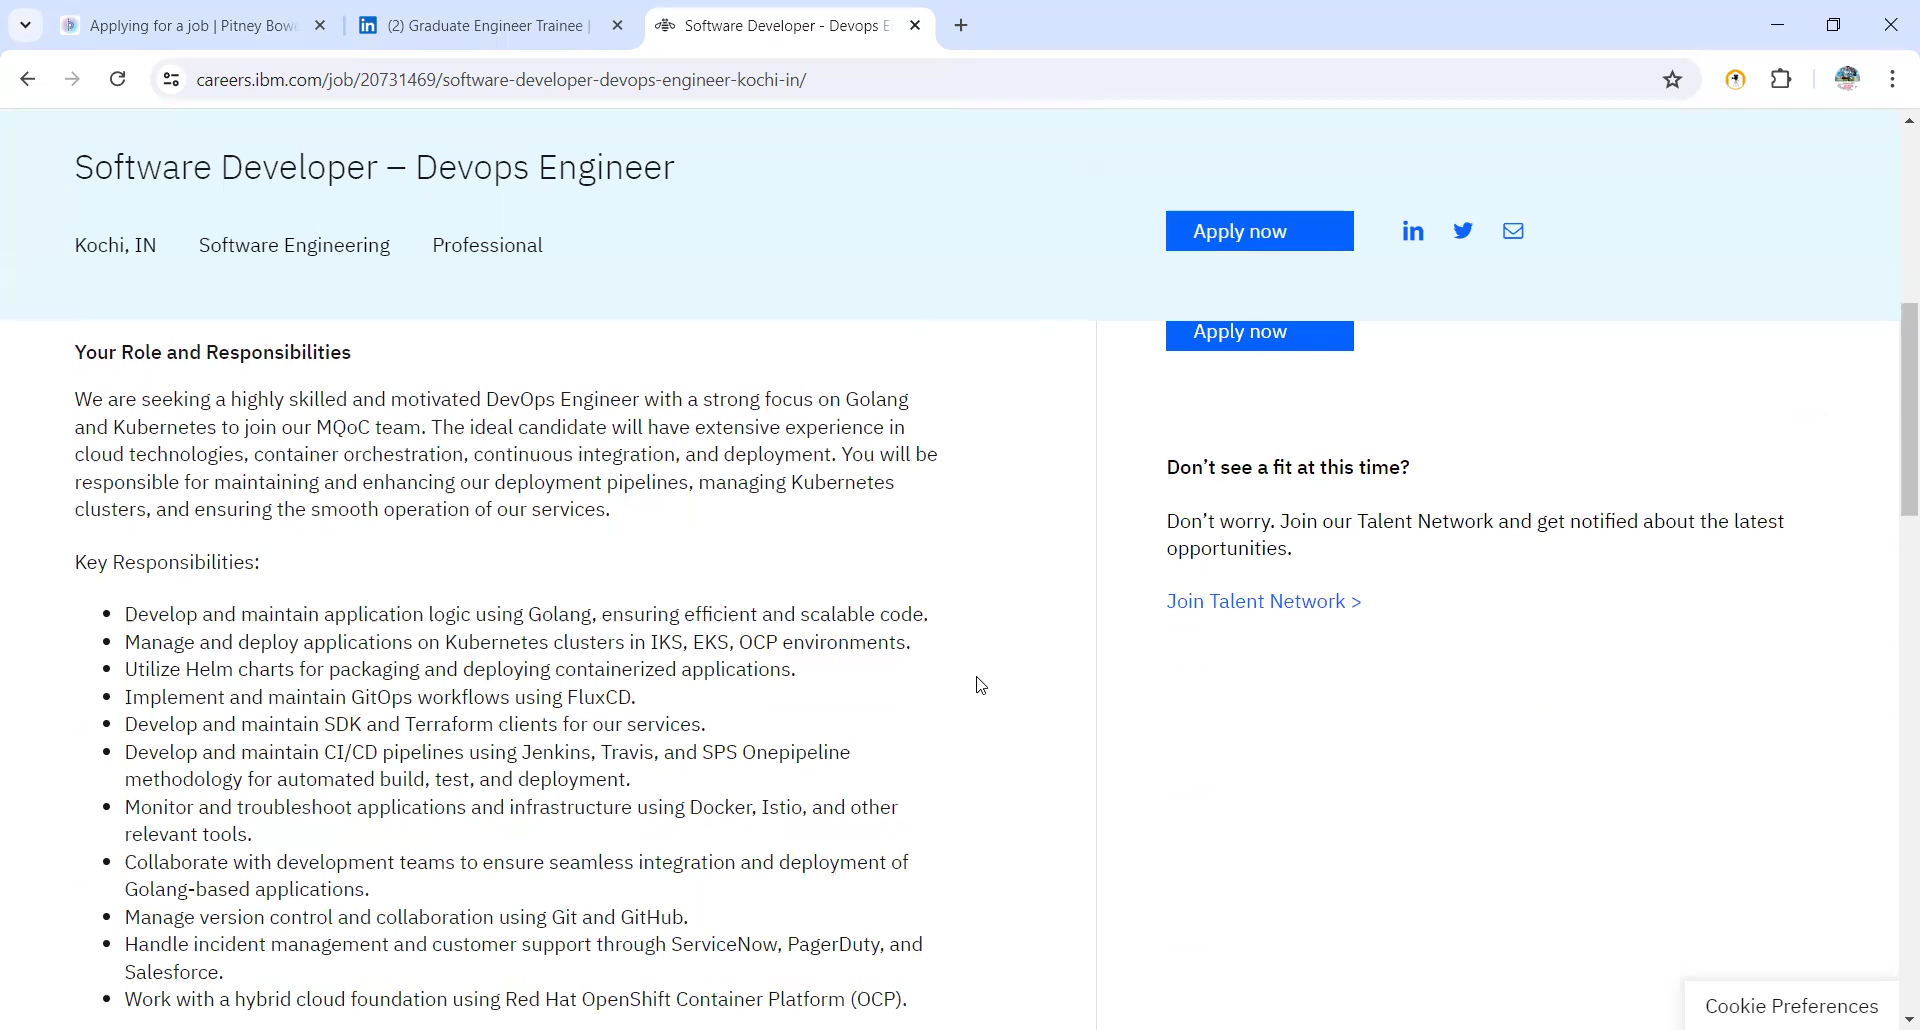 Applying for a job | Pitney Bow
(2) Graduate Engineer Trainee |
Software Developer - Devops E
careers.ibm.com/job/20731469/software-developer-devops-engineer-kochi-in/
Software Developer – Devops Engineer
Kochi, IN Software Engineering Professional
Apply now
Apply now
Your Role and Responsibilities
We are seeking a highly skilled and motivated DevOps Engineer with a strong focus on Golang
and Kubernetes to join our MQoC team. The ideal candidate will have extensive experience in
cloud technologies, container orchestration, continuous integration, and deployment. You will be
responsible for maintaining and enhancing our deployment pipelines, managing Kubernetes
clusters, and ensuring the smooth operation of our services.
Key Responsibilities:
• Develop and maintain application logic using Golang, ensuring efficient and scalable code.
• Manage and deploy applications on Kubernetes clusters in IKS, EKS, OCP environments.
• Utilize Helm charts for packaging and deploying containerized applications.
• Implement and maintain GitOps workflows using FluxCD.
• Develop and maintain SDK and Terraform clients for our services.
• Develop and maintain CI/CD pipelines using Jenkins, Travis, and SPS Onepipeline
methodology for automated build, test, and deployment.
• Monitor and troubleshoot applications and infrastructure using Docker, Istio, and other
relevant tools.
• Collaborate with development teams to ensure seamless integration and deployment of
Golang-based applications.
• Manage version control and collaboration using Git and GitHub.
• Handle incident management and customer support through ServiceNow, PagerDuty, and
Salesforce.
• Work with a hybrid cloud foundation using Red Hat OpenShift Container Platform (OCP).
Don’t see a fit at this time?
Don’t worry. Join our Talent Network and get notified about the latest
opportunities.
Join Talent Network >
Cookie Preferences